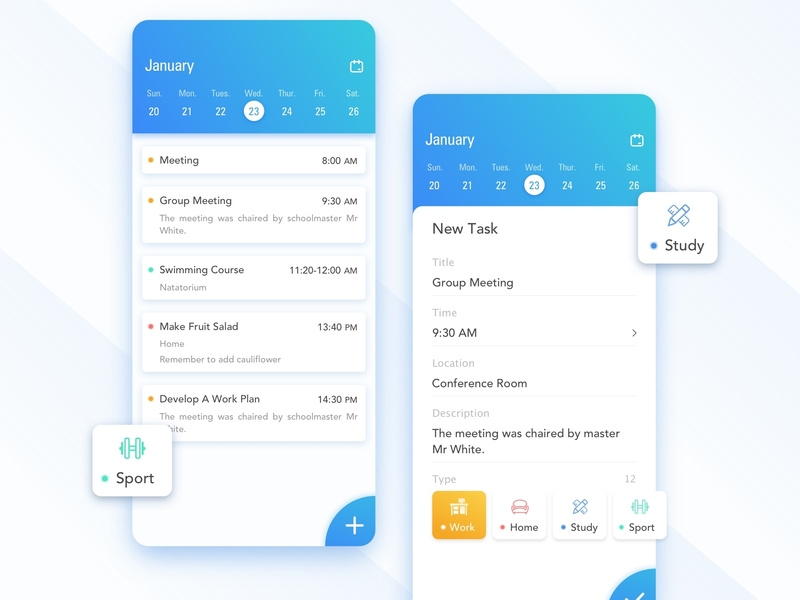 January
Sun. Mon. Tues. Wed. Thur. Fri. Sat.
20 21 22 23 24 25 26
Meeting 8:00 AM
Group Meeting 9:30 AM
The meeting was chaired by schoolmaster Mr
White.
Swimming Course 11:20-12:00 AM
Natatorium
Make Fruit Salad 13:40 PM
Home
Remember to add cauliflower
Develop A Work Plan 14:30 PM
The meeting was chaired by schoolmaster Mr
Sport
January
Sun. Mon. Tues. Wed. Thur. Fri. Sat.
20 21 22 23 24 25 26
Study
New Task
Title
Group Meeting
Time
9:30 AM
Location
Conference Room
Description
The meeting was chaired by master
Mr White.
Type 12
Work Home Study Sport